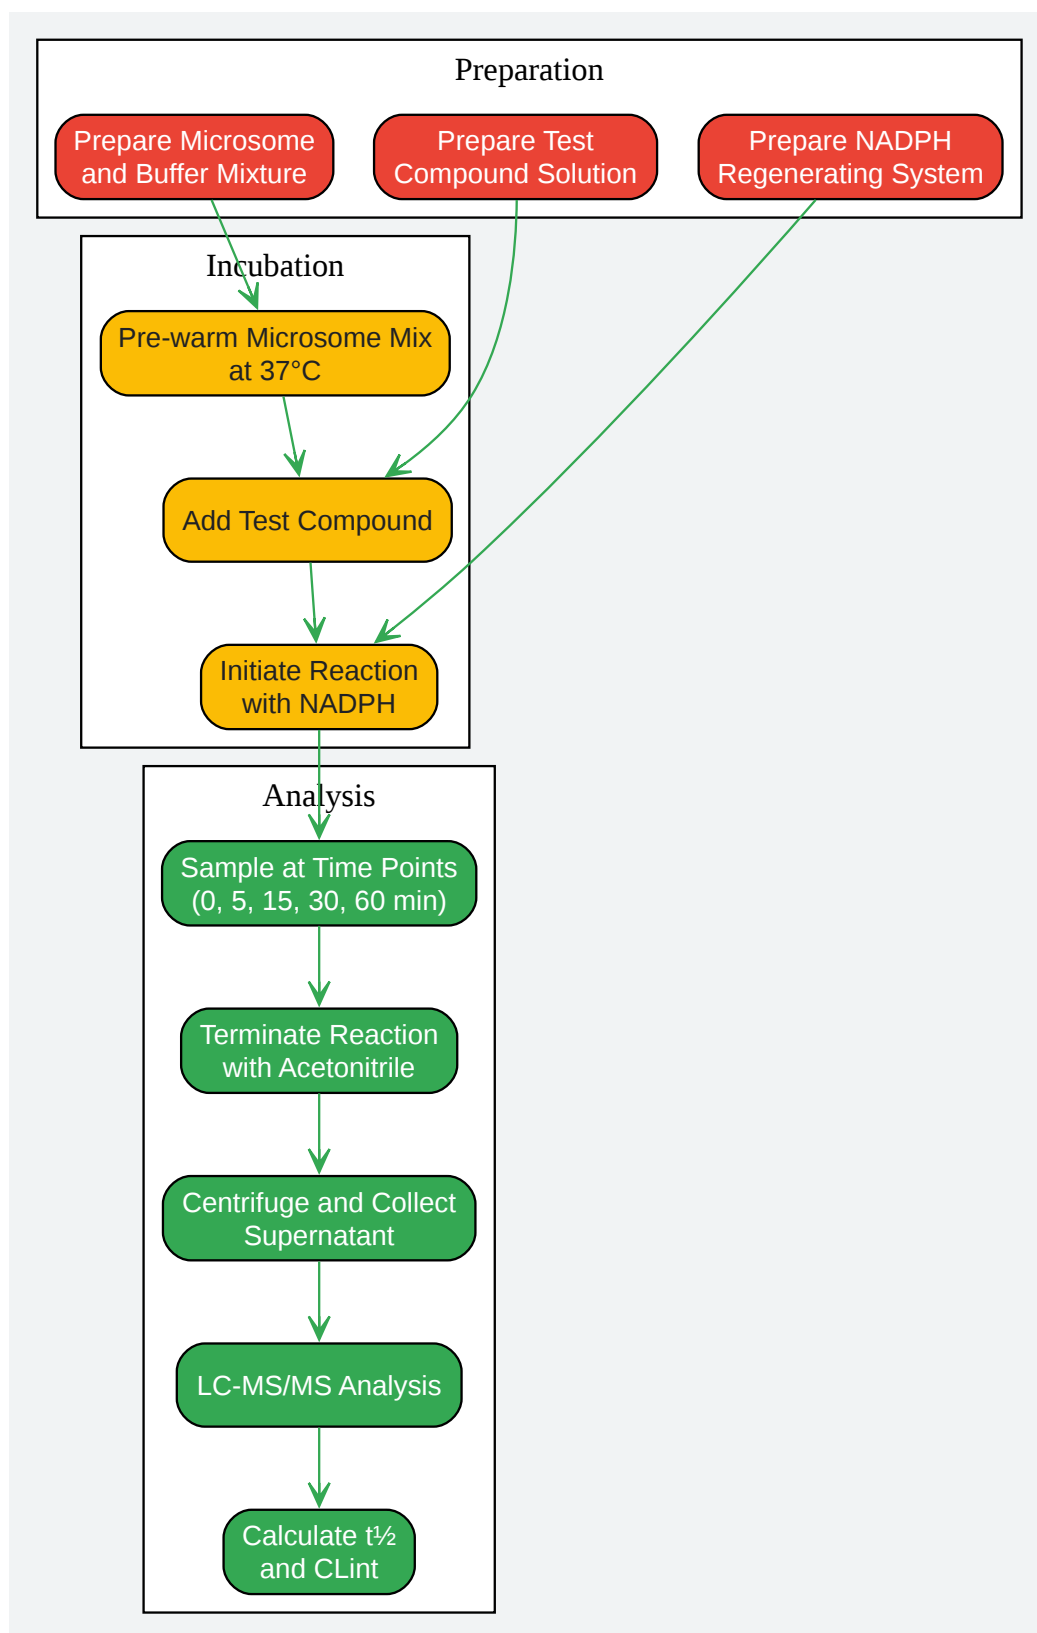 Preparation
Prepare Microsome
and Buffer Mixture
Prepare Test
Compound Solution
Prepare NADPH
Regenerating System
Incubation
Pre-warm Microsome Mix
at 37°C
Add Test Compound
Initiate Reaction
with NADPH
Analysis
Sample at Time Points
(0, 5, 15, 30, 60 min)
Terminate Reaction
with Acetonitrile
Centrifuge and Collect
Supernatant
LC-MS/MS Analysis
Calculate t½
and CLint